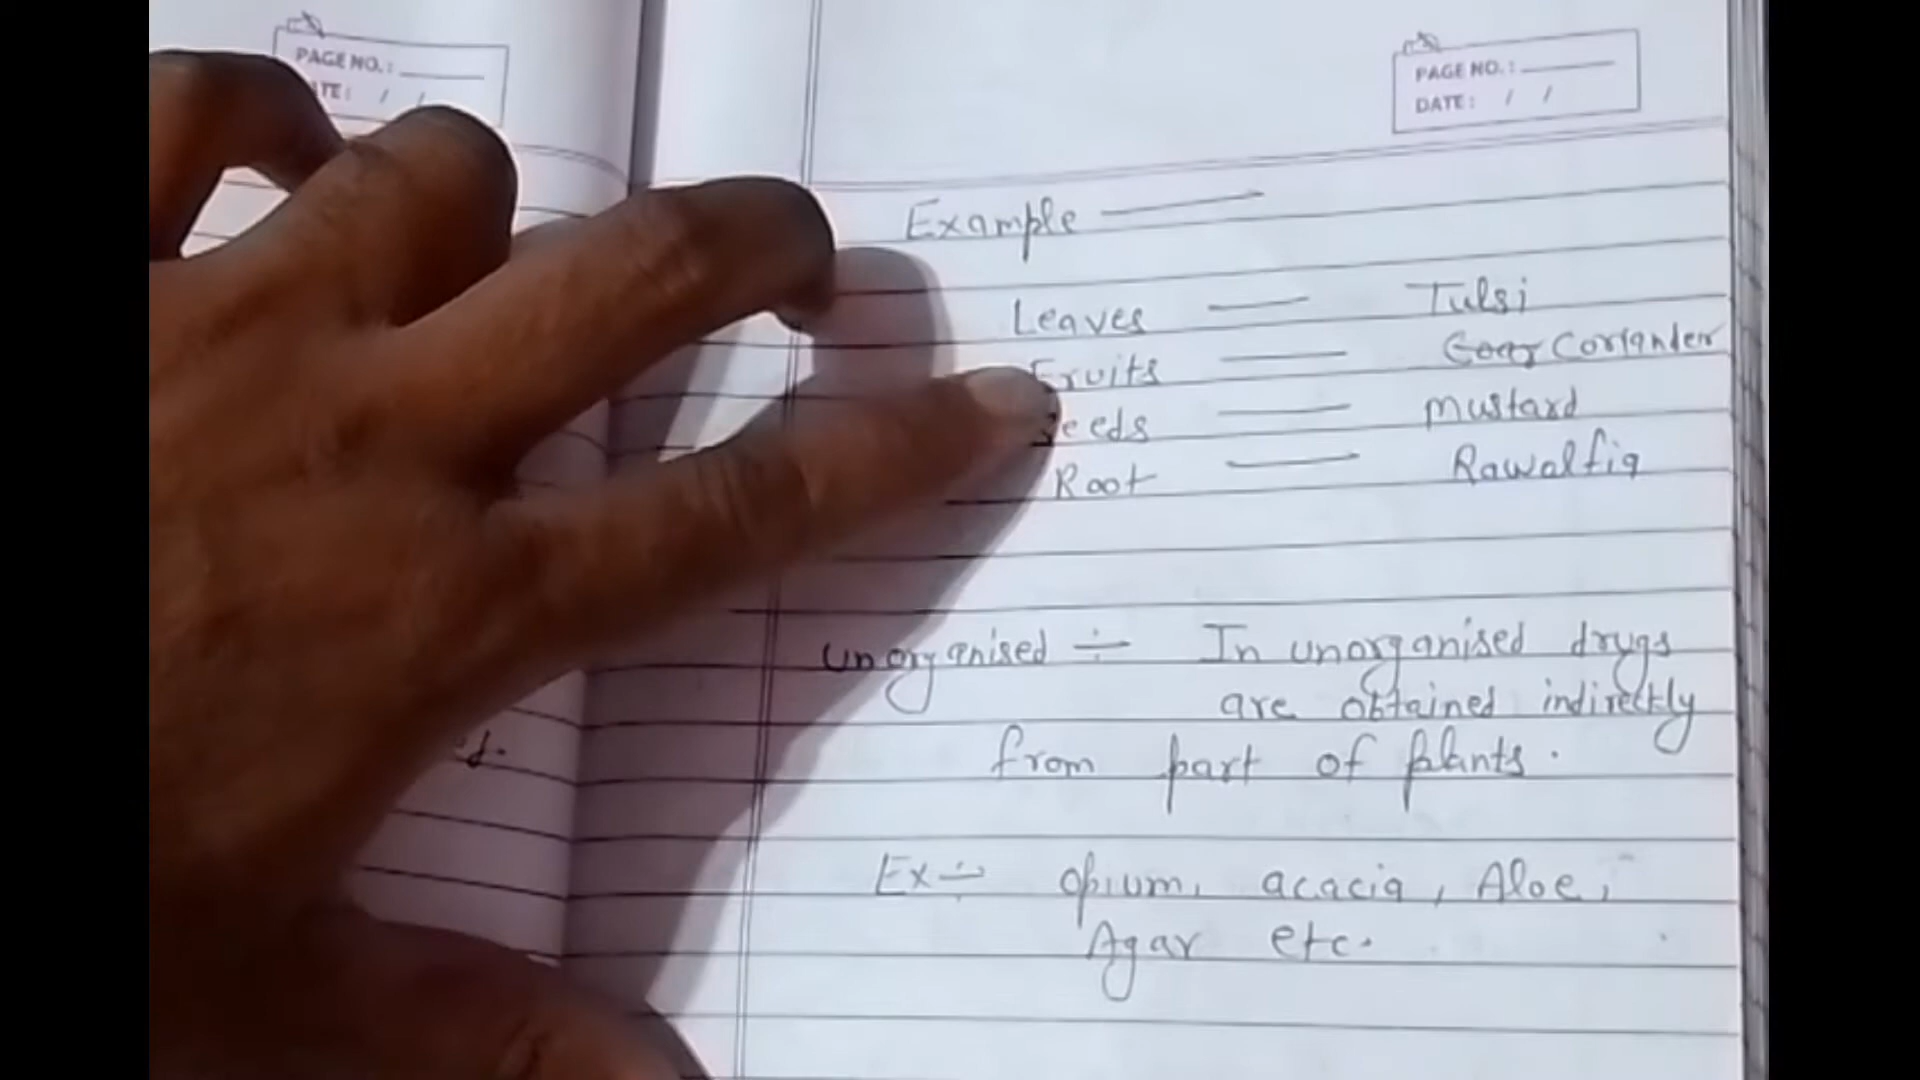 PAGE NO. :
DATE : / /
PAGE NO. :
DATE : / /
Example
Leaves — Tulsi
Fruits — Coriander
Seeds — mustard
Root — Rawalfia
unorganised ÷ In unorganised drugs
are obtained indirectly
from part of plants.
Ex ÷ opium, acacia, Aloe,
Agar etc.